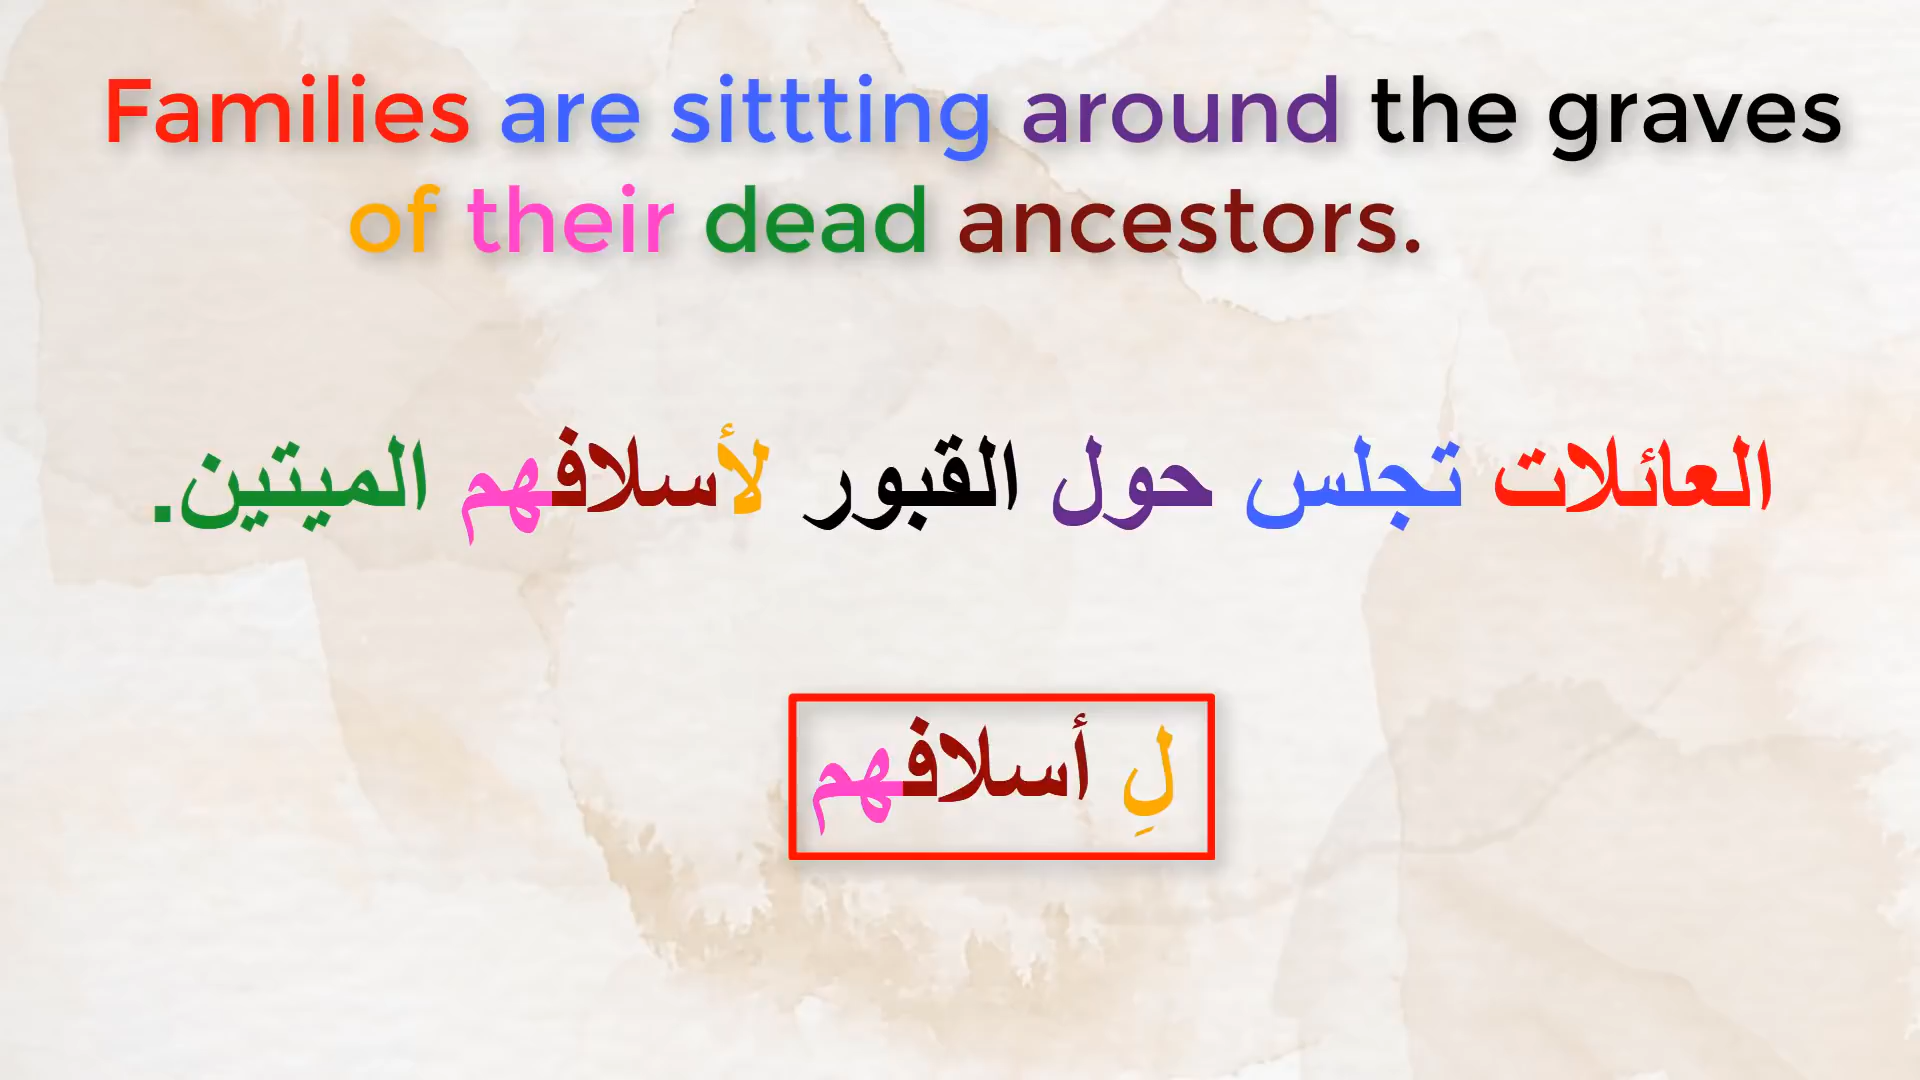 Families are sittting around the graves
of their dead ancestors.
العائلات تجلس حول القبور لأسلافهم الميتين.
لِ أسلافهم